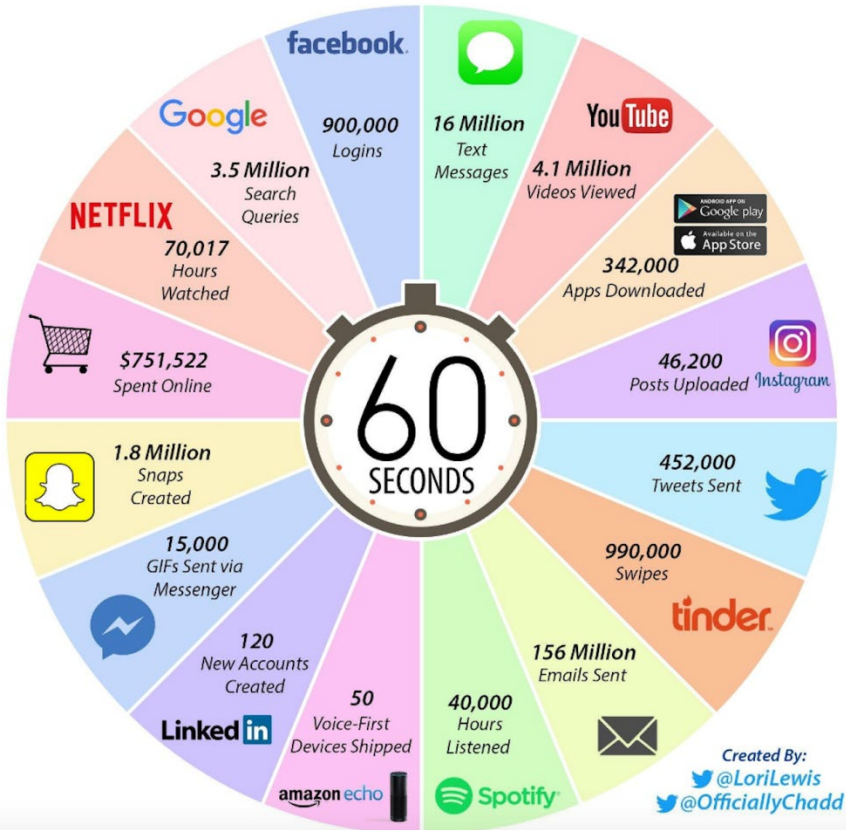 facebook.
900,000
Logins
16 Million
Text
Messages
YouTube
4.1 Million
Videos Viewed
ANDROID APP ON
Google play
Available on the
App Store
342,000
Apps Downloaded
46,200
Posts Uploaded
Instagram
452,000
Tweets Sent
990,000
Swipes
tinder
156 Million
Emails Sent
40,000
Hours
Listened
Spotify
50
Voice-First
Devices Shipped
amazon echo
120
New Accounts
Created
Linked in
15,000
GIFs Sent via
Messenger
1.8 Million
Snaps
Created
$751,522
Spent Online
NETFLIX
70,017
Hours
Watched
Google
3.5 Million
Search
Queries
60
SECONDS
Created By:
@LoriLewis
@OfficiallyChadd